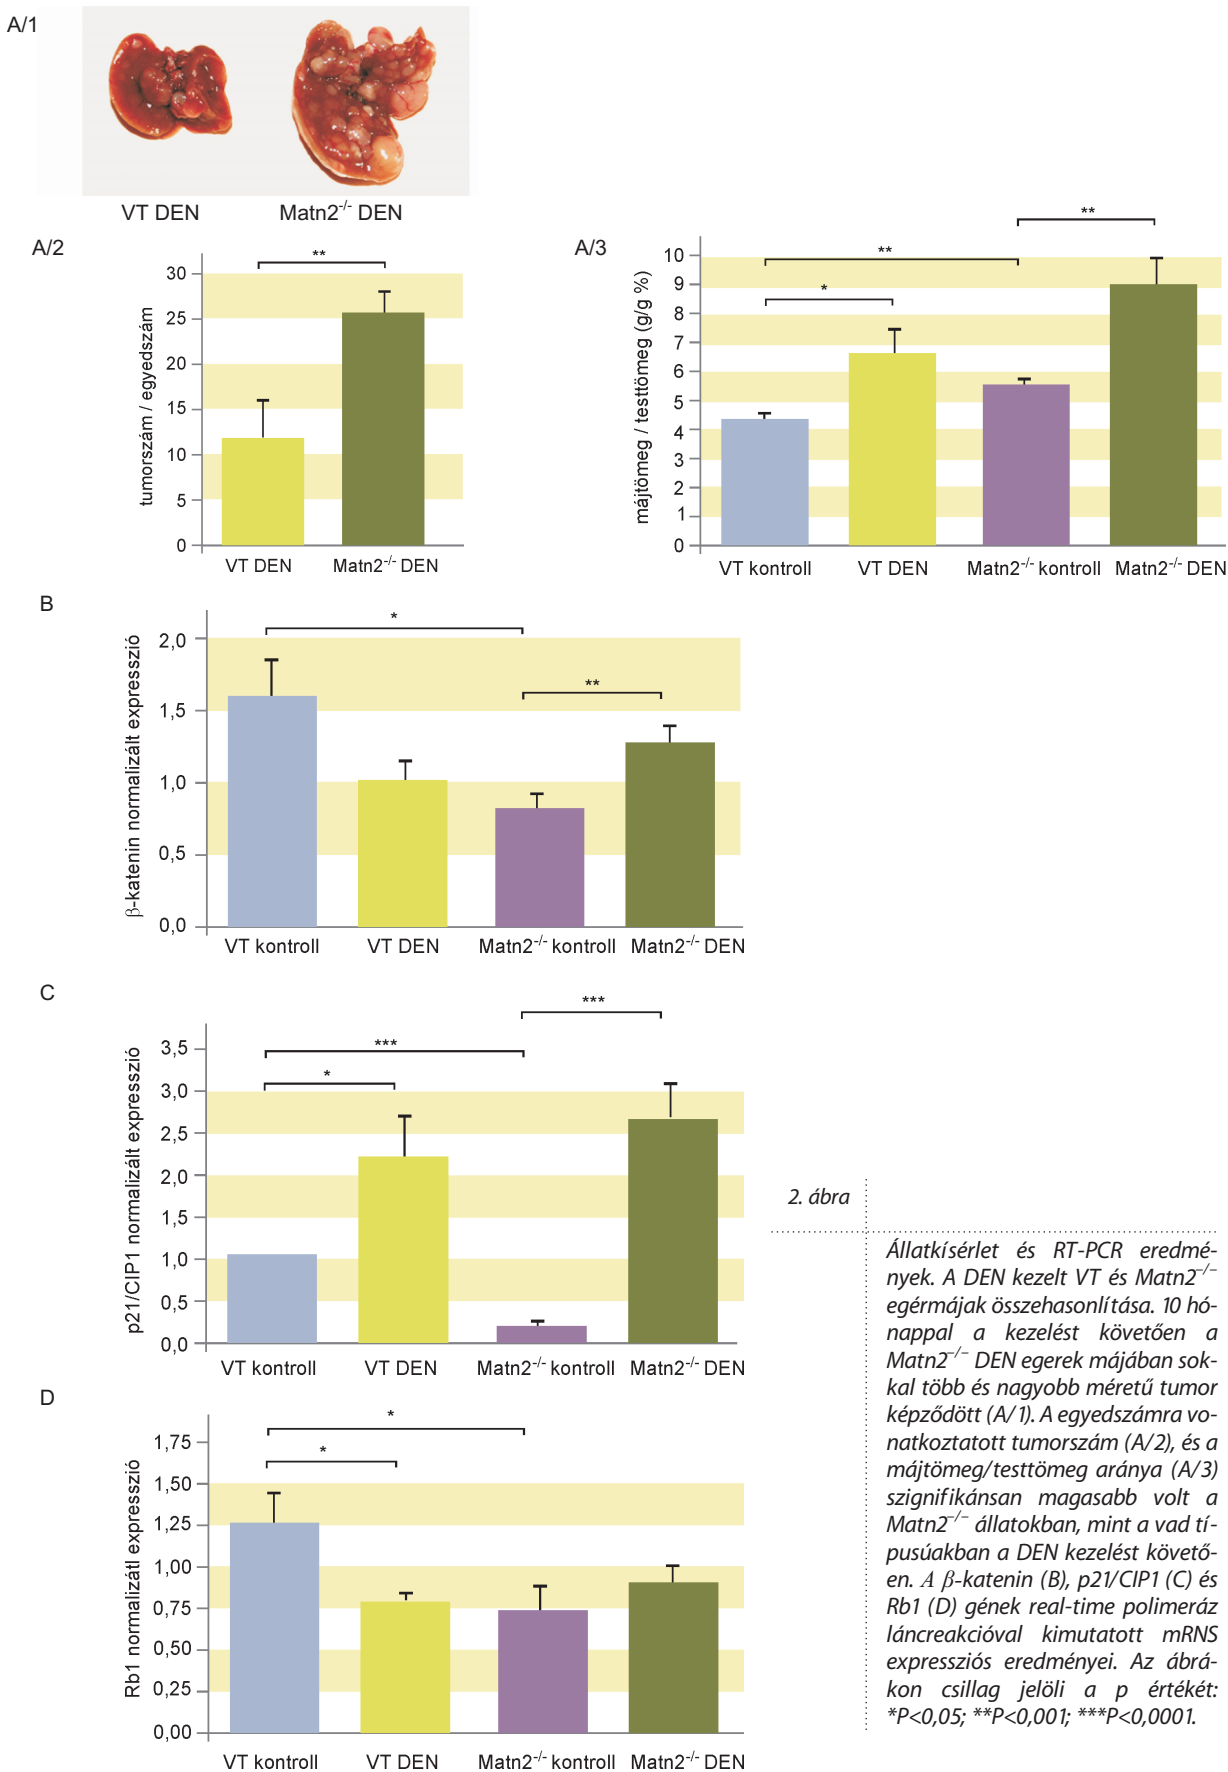 A/1
VT DEN
Matn2⁻/⁻ DEN
A/2
tumorszám / egyedszám
30
25
20
15
10
5
0
**
VT DEN
Matn2⁻/⁻ DEN
A/3
májtömeg / testtömeg (g/g %)
10
9
8
7
6
5
4
3
2
1
0
**
**
*
VT kontroll
VT DEN
Matn2⁻/⁻ kontroll
Matn2⁻/⁻ DEN
B
β-katenin normalizált expresszió
2,0
1,5
1,0
0,5
0,0
*
**
VT kontroll
VT DEN
Matn2⁻/⁻ kontroll
Matn2⁻/⁻ DEN
C
p21/CIP1 normalizált expresszió
3,5
3,0
2,5
2,0
1,5
1,0
0,5
0,0
***
***
*
VT kontroll
VT DEN
Matn2⁻/⁻ kontroll
Matn2⁻/⁻ DEN
D
Rb1 normalizátl expresszió
1,75
1,50
1,25
1,00
0,75
0,50
0,25
0,00
*
*
VT kontroll
VT DEN
Matn2⁻/⁻ kontroll
Matn2⁻/⁻ DEN
2. ábra
Állatkísérlet és RT-PCR eredmé-
nyek. A DEN kezelt VT és Matn2⁻/⁻
egérmájak összehasonlítása. 10 hó-
nappal a kezelést követően a
Matn2⁻/⁻ DEN egerek májában sok-
kal több és nagyobb méretű tumor
képződött (A/1). A egyedszámra vo-
natkoztatott tumorszám (A/2), és a
májtömeg/testtömeg aránya (A/3)
szignifikánsan magasabb volt a
Matn2⁻/⁻ állatokban, mint a vad tí-
pusúakban a DEN kezelést követő-
en. A β-katenin (B), p21/CIP1 (C) és
Rb1 (D) gének real-time polimeráz
láncreakcióval kimutatott mRNS
expressziós eredményei. Az ábrá-
kon csillag jelöli a p értékét:
*P<0,05; **P<0,001; ***P<0,0001.